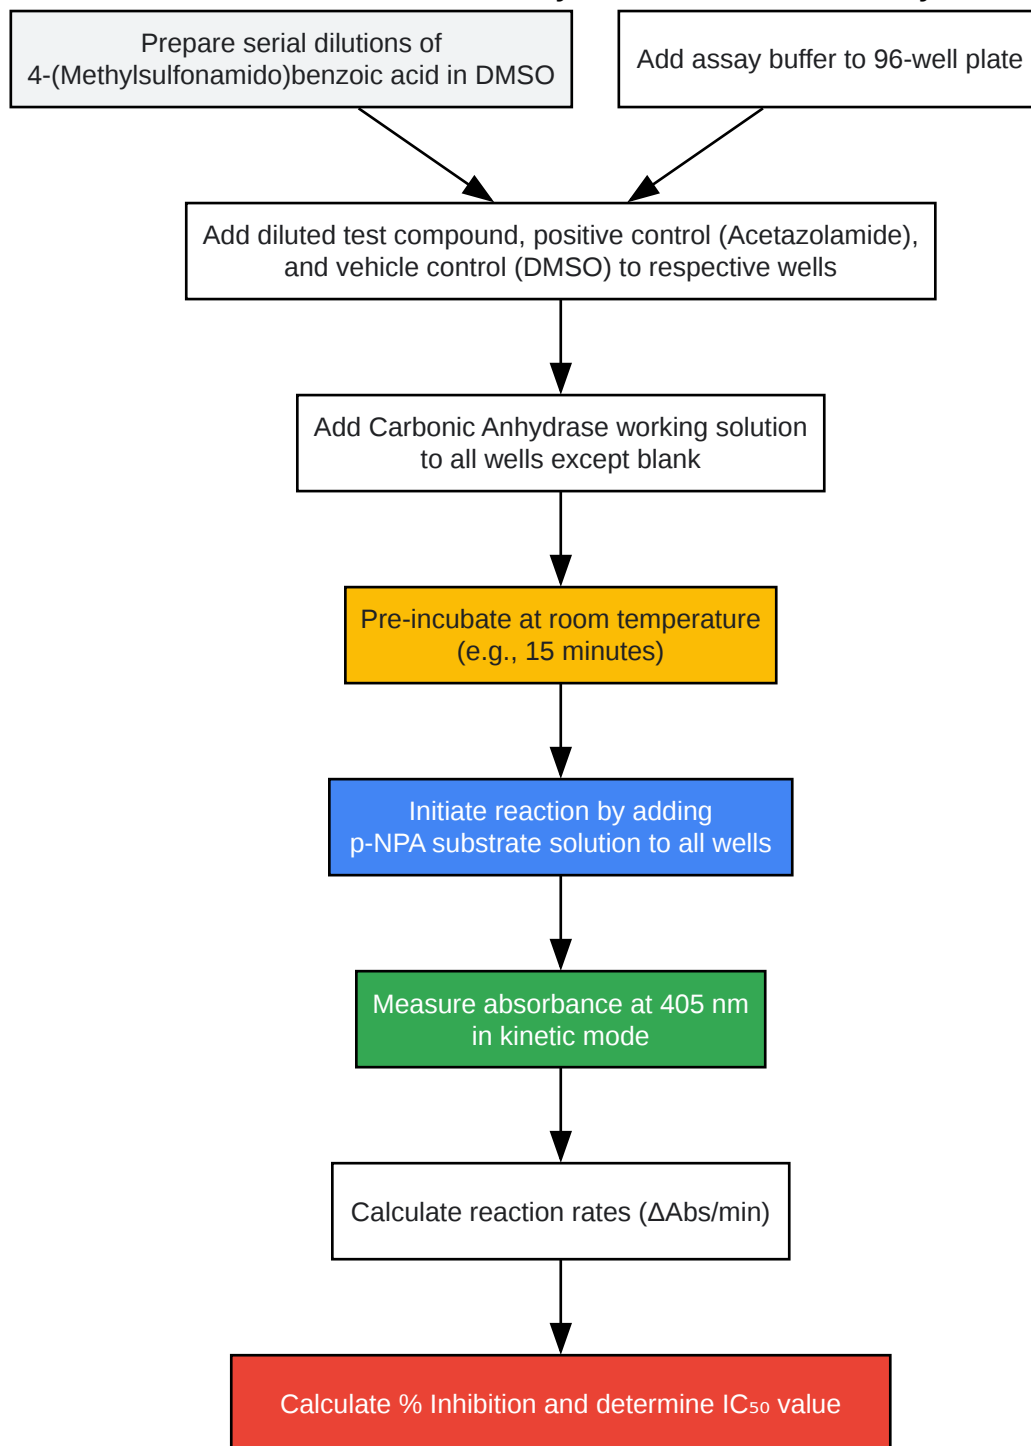 Prepare serial dilutions of
4-(Methylsulfonamido)benzoic acid in DMSO
Add assay buffer to 96-well plate
Add diluted test compound, positive control (Acetazolamide),
and vehicle control (DMSO) to respective wells
Add Carbonic Anhydrase working solution
to all wells except blank
Pre-incubate at room temperature
(e.g., 15 minutes)
Initiate reaction by adding
p-NPA substrate solution to all wells
Measure absorbance at 405 nm
in kinetic mode
Calculate reaction rates (ΔAbs/min)
Calculate % Inhibition and determine IC₅₀ value